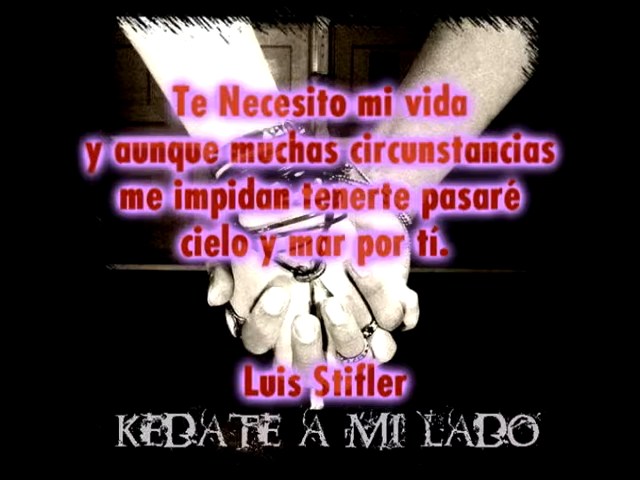 Te Necesito mi vida
y aunque muchas circunstancias
me impidan tenerte pasaré
cielo y mar por tí.
Luis Stifler
KEDATE A MI LADO